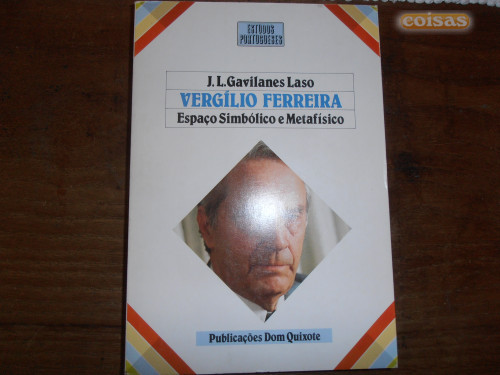 coisas
ESTUDOS
PORTUGUESES
J. L. Gavilanes Laso
VERGÍLIO FERREIRA
Espaço Simbólico e Metafísico
Publicações Dom Quixote